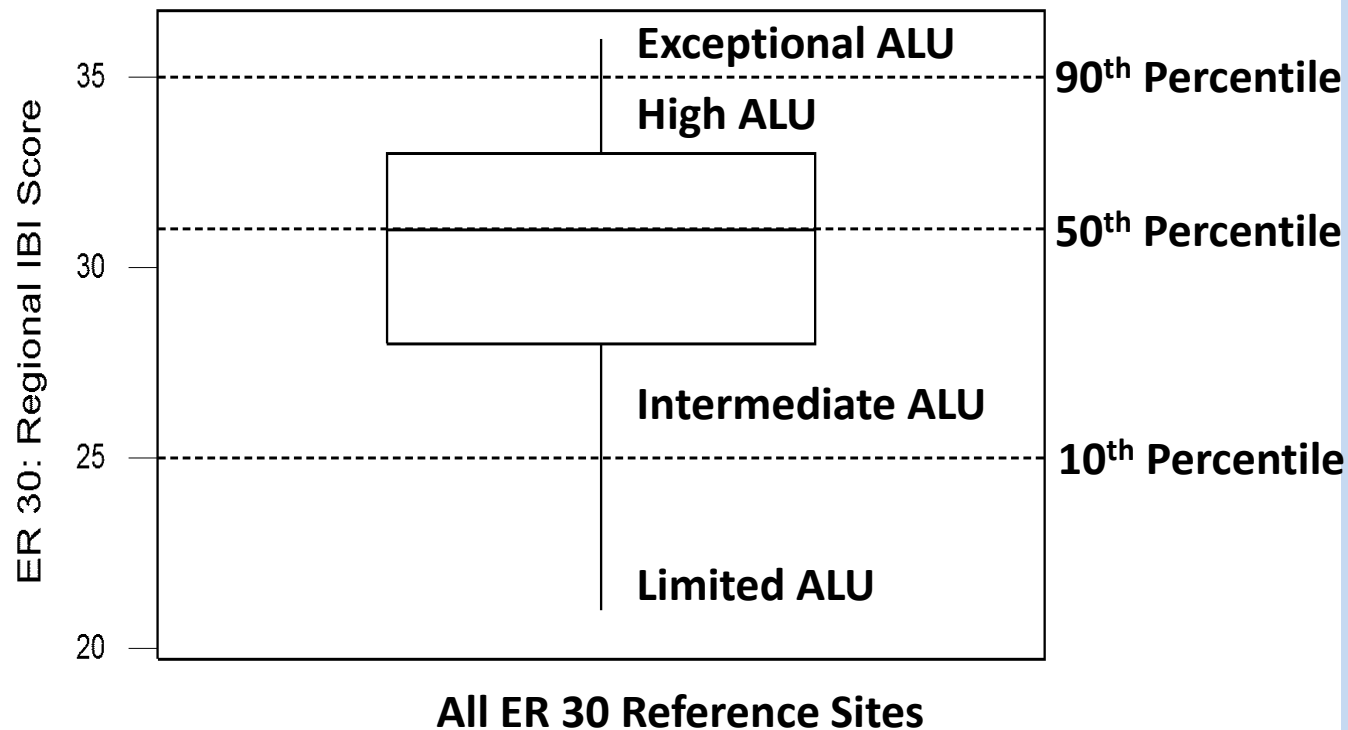 Exceptional ALU
35
90th Percentile
High ALU
ER 30: Regional IBI Score
50th Percentile
30
Intermediate ALU
25
10th Percentile
Limited ALU
20
All ER 30 Reference Sites